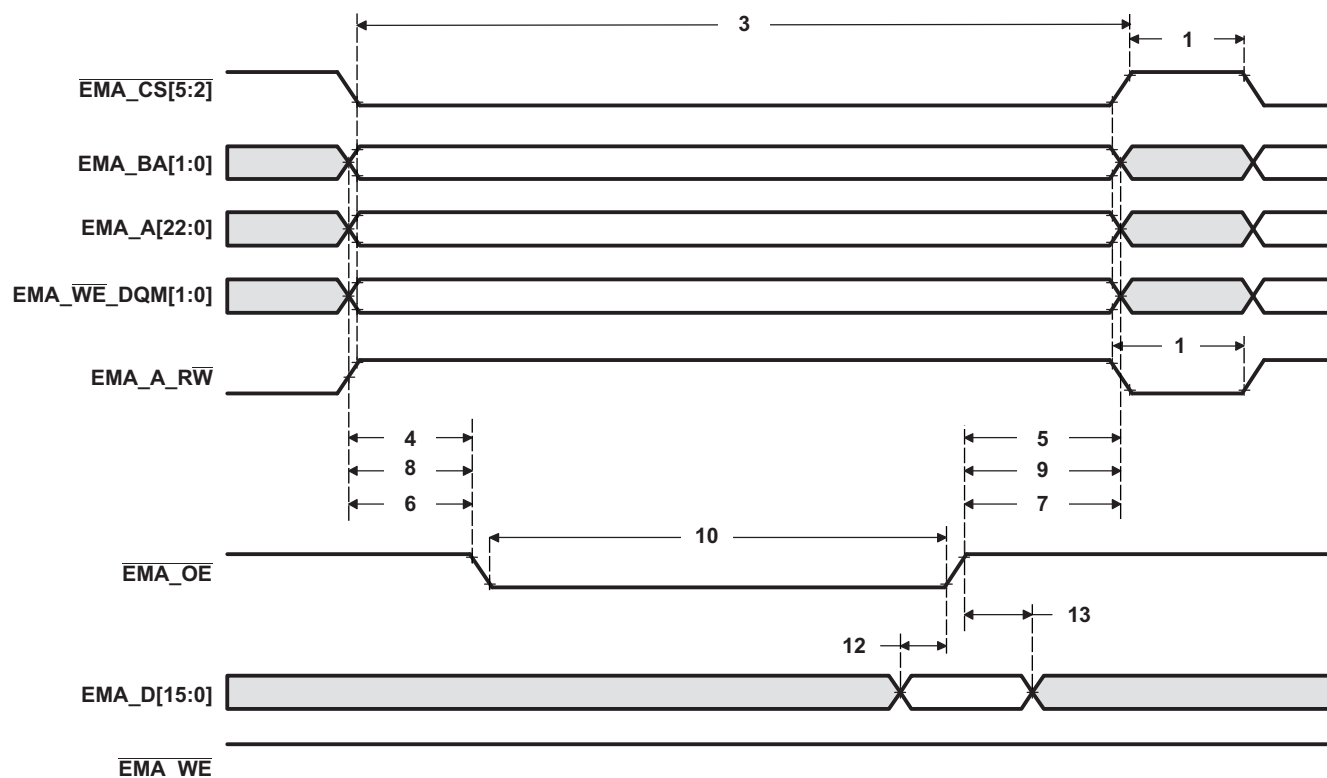 3
1
EMA_CS[5:2]
EMA_BA[1:0]
EMA_A[22:0]
EMA_WE_DQM[1:0]
1
EMA_A_RW
4 5
8 9
6 7
10
EMA_OE
13
12
EMA_D[15:0]
EMA_WE